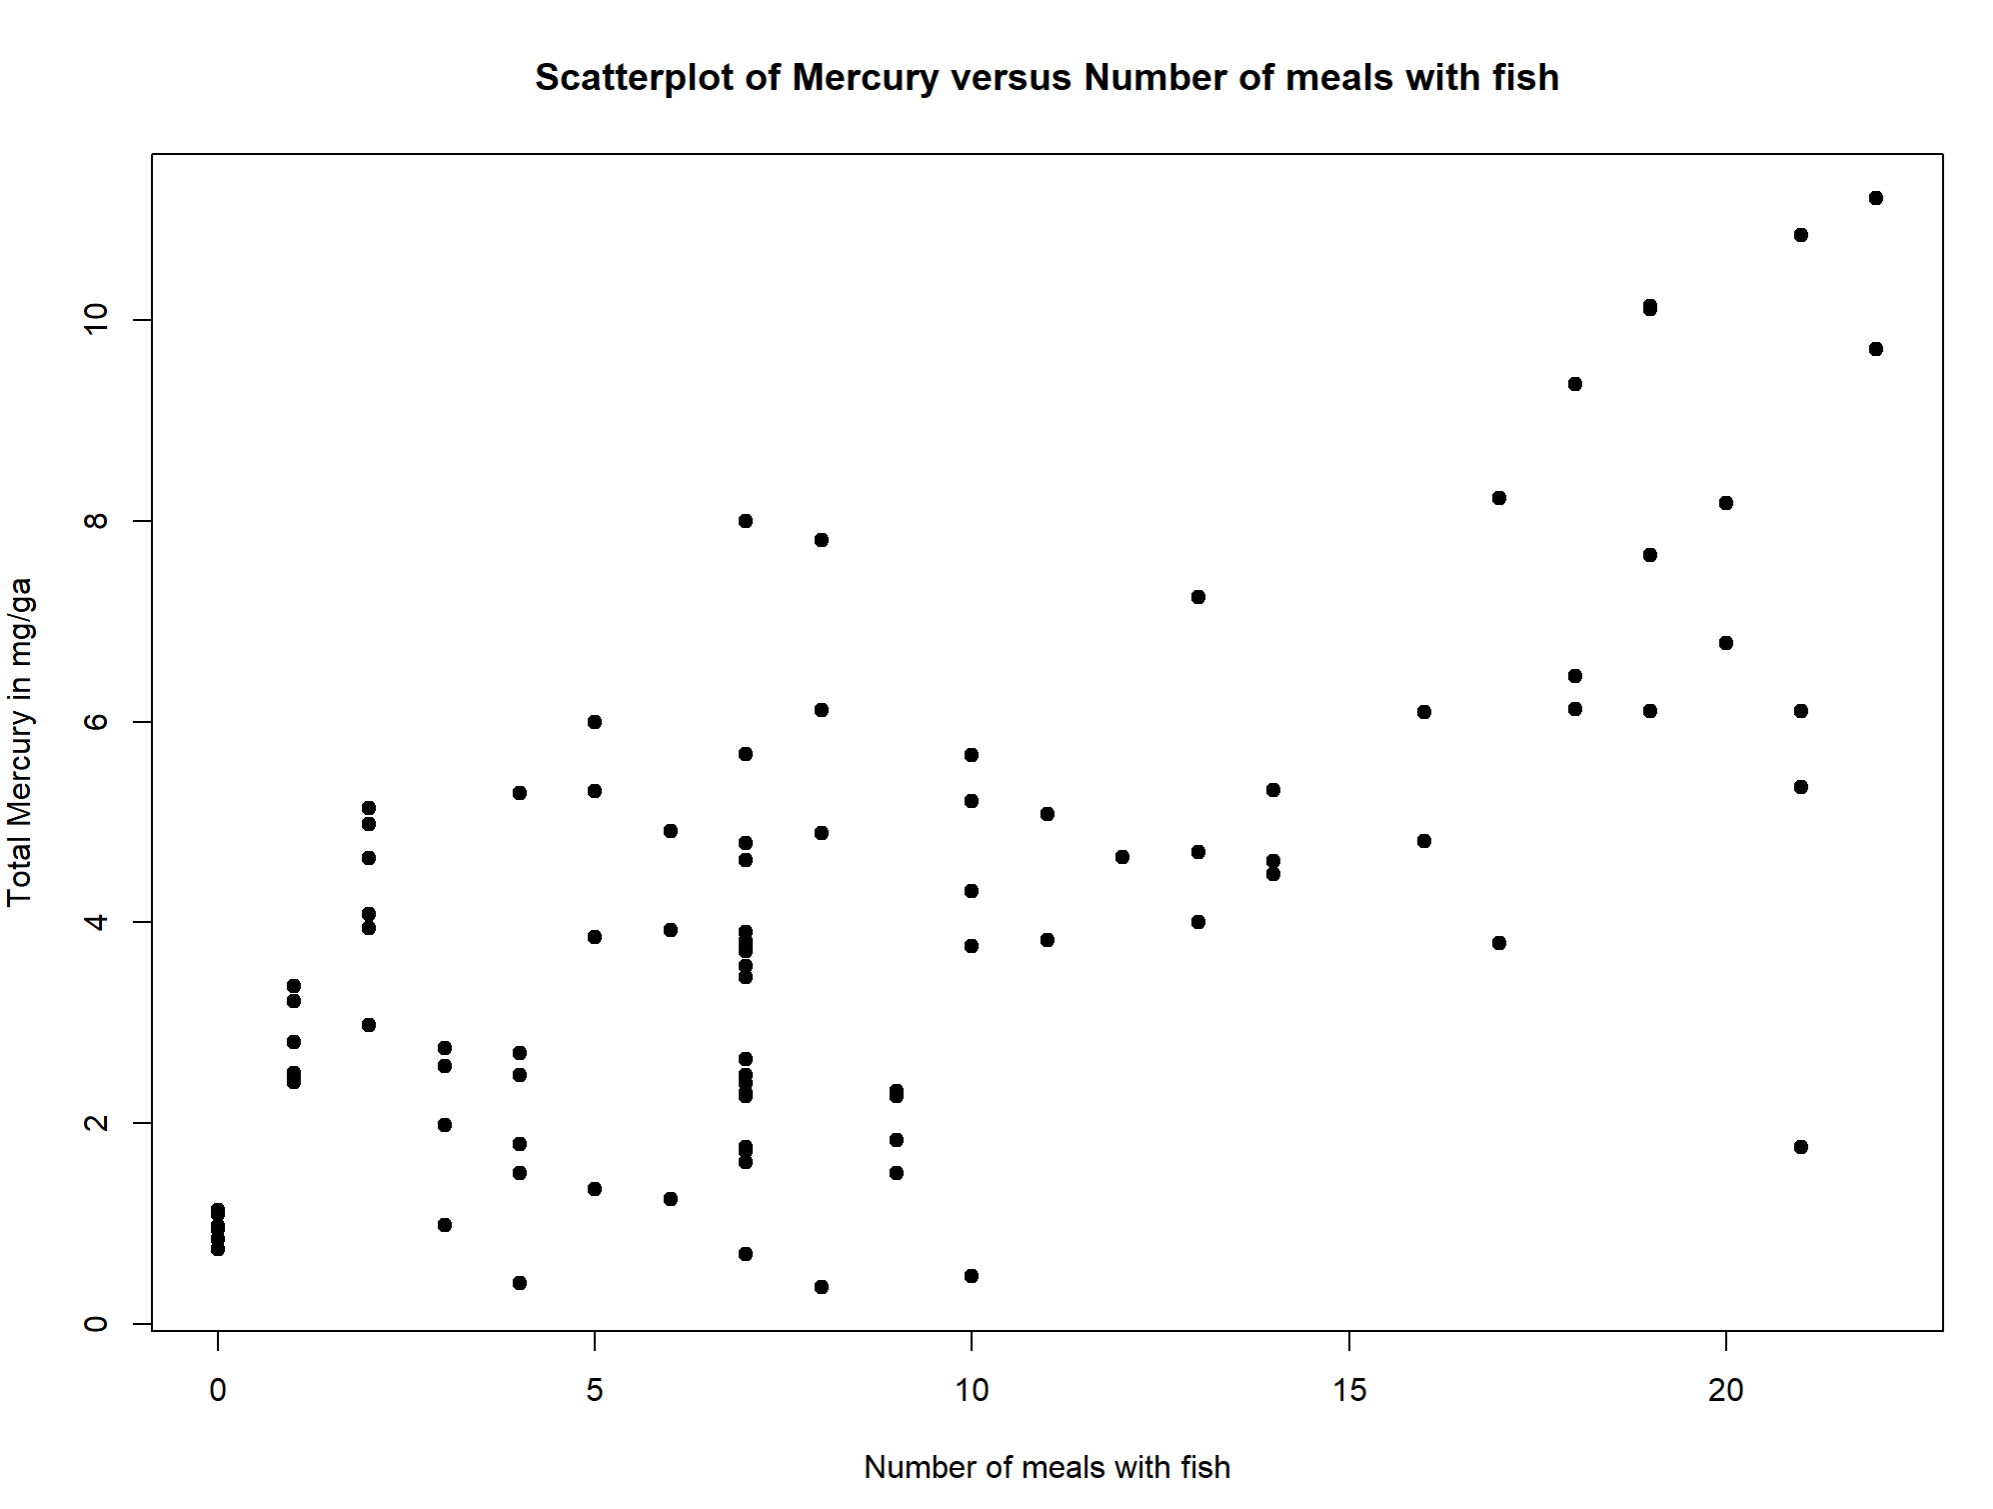 Scatterplot of Mercury versus Number of meals with fish
Total Mercury in mg/ga
10
8
6
4
2
0
0 5 10 15 20
Number of meals with fish